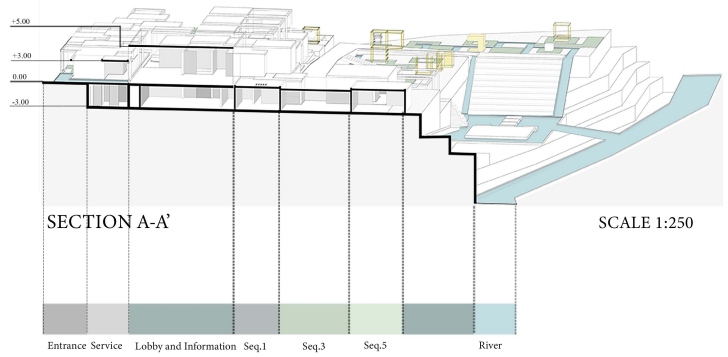 +5.00
+3.00
0.00
-3.00
SECTION A-A'
SCALE 1:250
Entrance Service Lobby and Information Seq.1 Seq.3 Seq.5 River